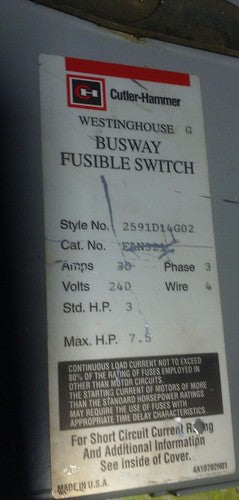 CH Cutler-Hammer
WESTINGHOUSE G
BUSWAY
FUSIBLE SWITCH
Style No. 2591D14G02
Cat. No.
Amps 30 Phase 3
Volts 240 Wire 4
Std. H.P. 3
Max. H.P. 7.5
CONTINUOUS LOAD CURRENT NOT TO EXCEED
80% OF THE RATING OF FUSES EMPLOYED IN
OTHER THAN MOTOR CIRCUITS.
THE STARTING CURRENT OF MOTORS OF MORE
THAN THE STANDARD HORSEPOWER RATINGS
MAY REQUIRE THE USE OF FUSES WITH
APPROPRIATE TIME DELAY CHARACTERISTICS.
For Short Circuit Current Rating
And Additional Information
See inside of Cover.
MADE IN U.S.A. 4A10792H01